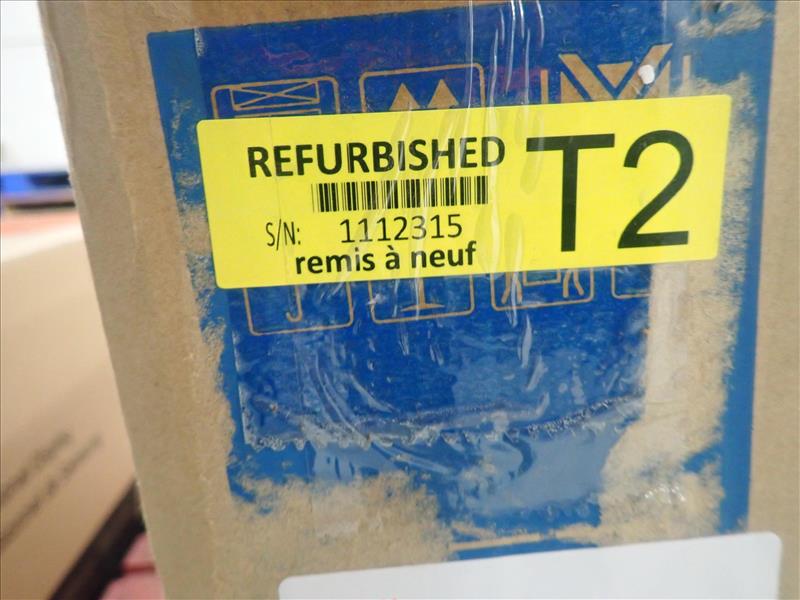 REFURBISHED
T2
S/N: 1112315
remis à neuf